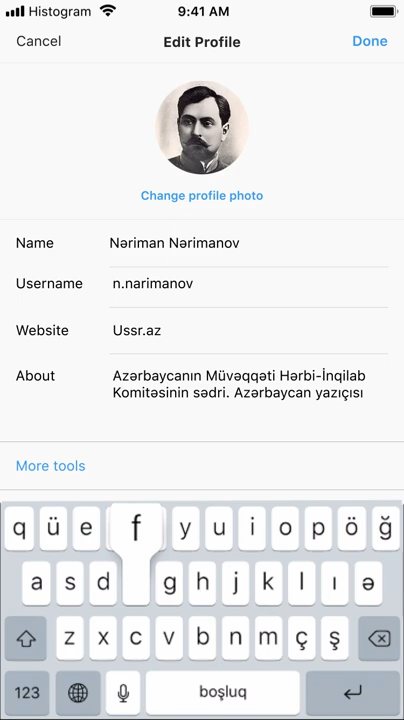 Histogram 9:41 AM
Cancel Edit Profile Done
Change profile photo
Name Nəriman Nərimanov
Username n.narimanov
Website Ussr.az
About Azərbaycanın Müvəqqəti Hərbi-İnqilab
Komitəsinin sədri. Azərbaycan yazıçısı
More tools
q ü e f y u i o p ö ğ
a s d g h j k l ı ə
z x c v b n m ç ş
123 boşluq